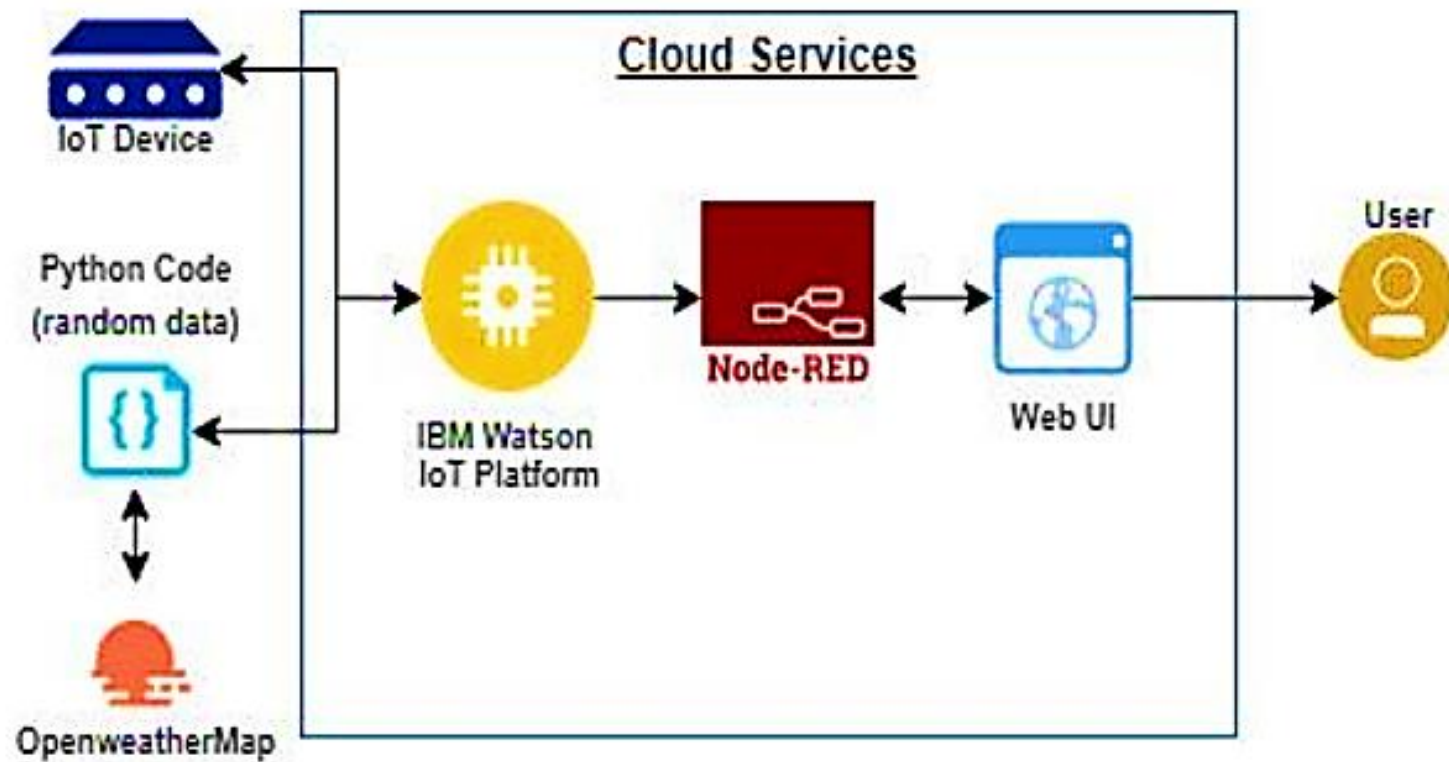 Cloud Services
IoT Device
Python Code
(random data)
OpenweatherMap
IBM Watson
IoT Platform
Node-RED
Web UI
User